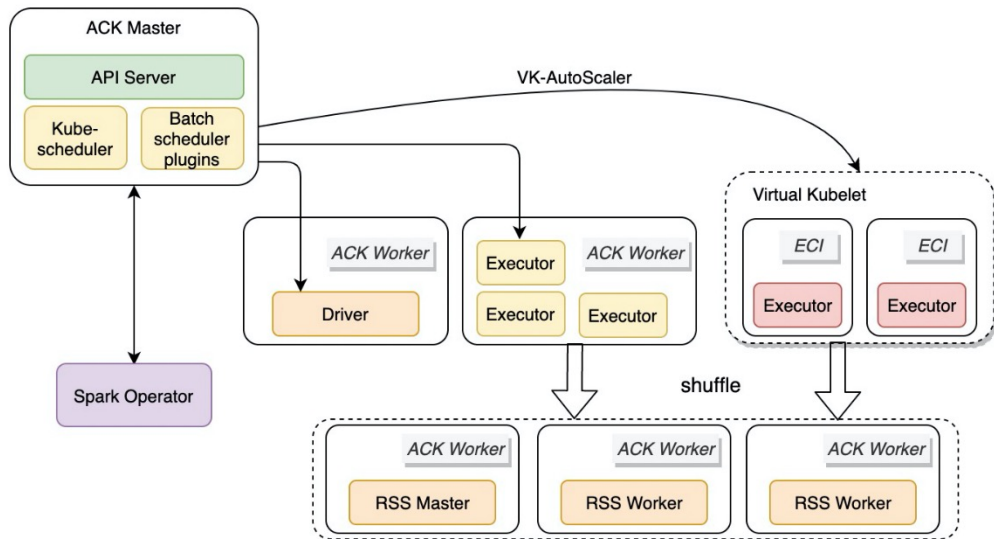 ACK Master
API Server
Kube-
scheduler
Batch
scheduler
plugins
VK-AutoScaler
Virtual Kubelet
ACK Worker
Driver
ACK Worker
Executor
Executor
Executor
ECI
Executor
ECI
Executor
Spark Operator
shuffle
ACK Worker
RSS Master
ACK Worker
RSS Worker
ACK Worker
RSS Worker